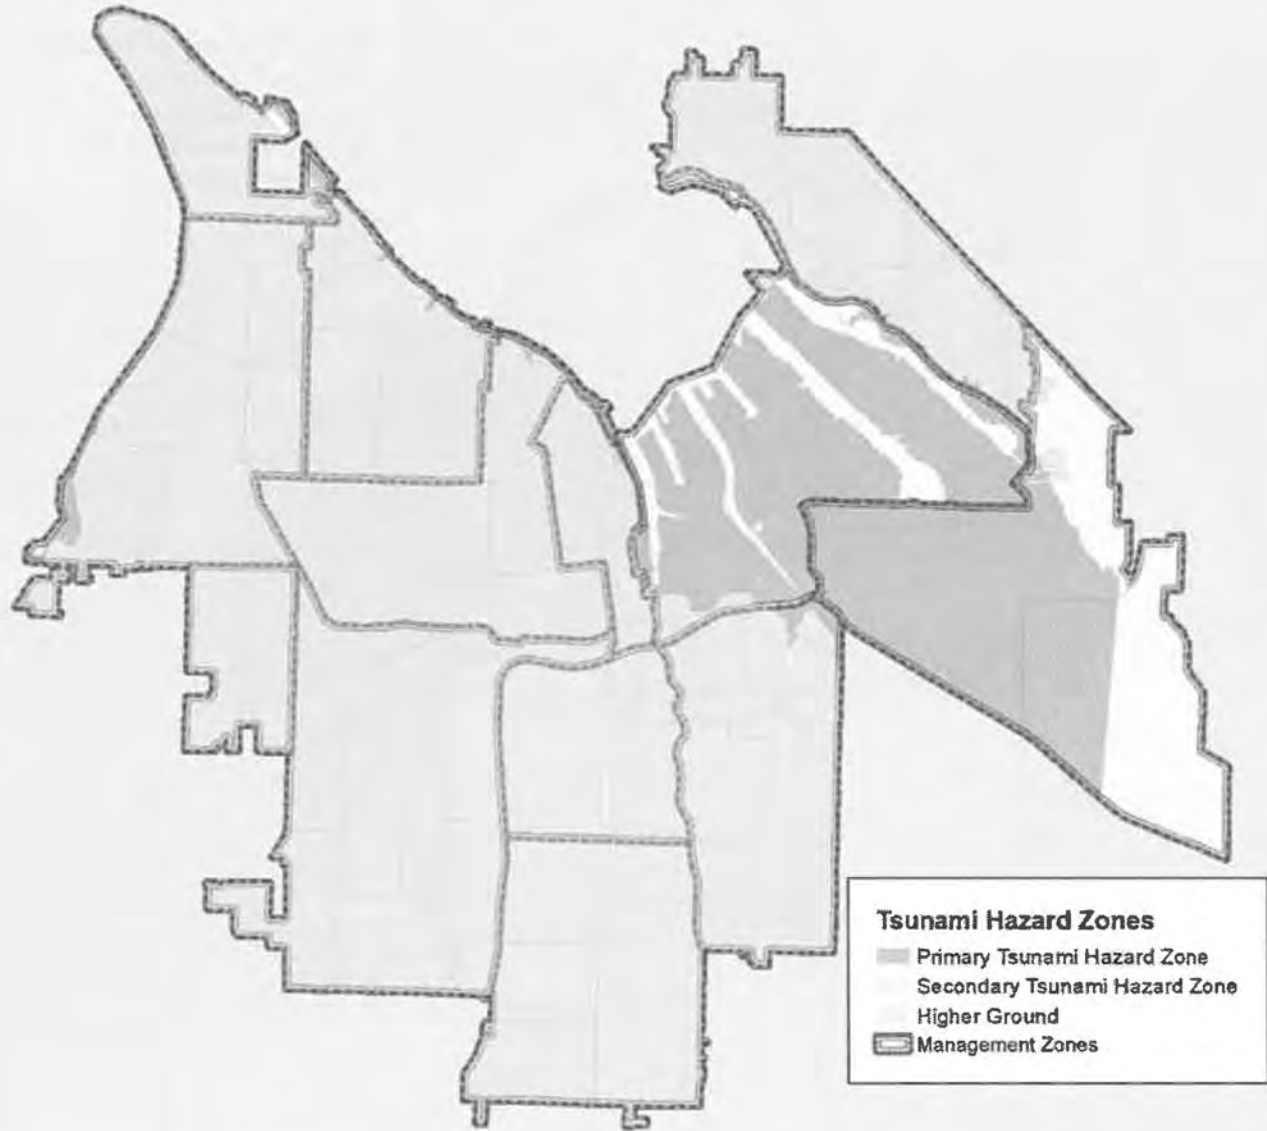 Tsunami Hazard Zones
Primary Tsunami Hazard Zone
Secondary Tsunami Hazard Zone
Higher Ground
Management Zones